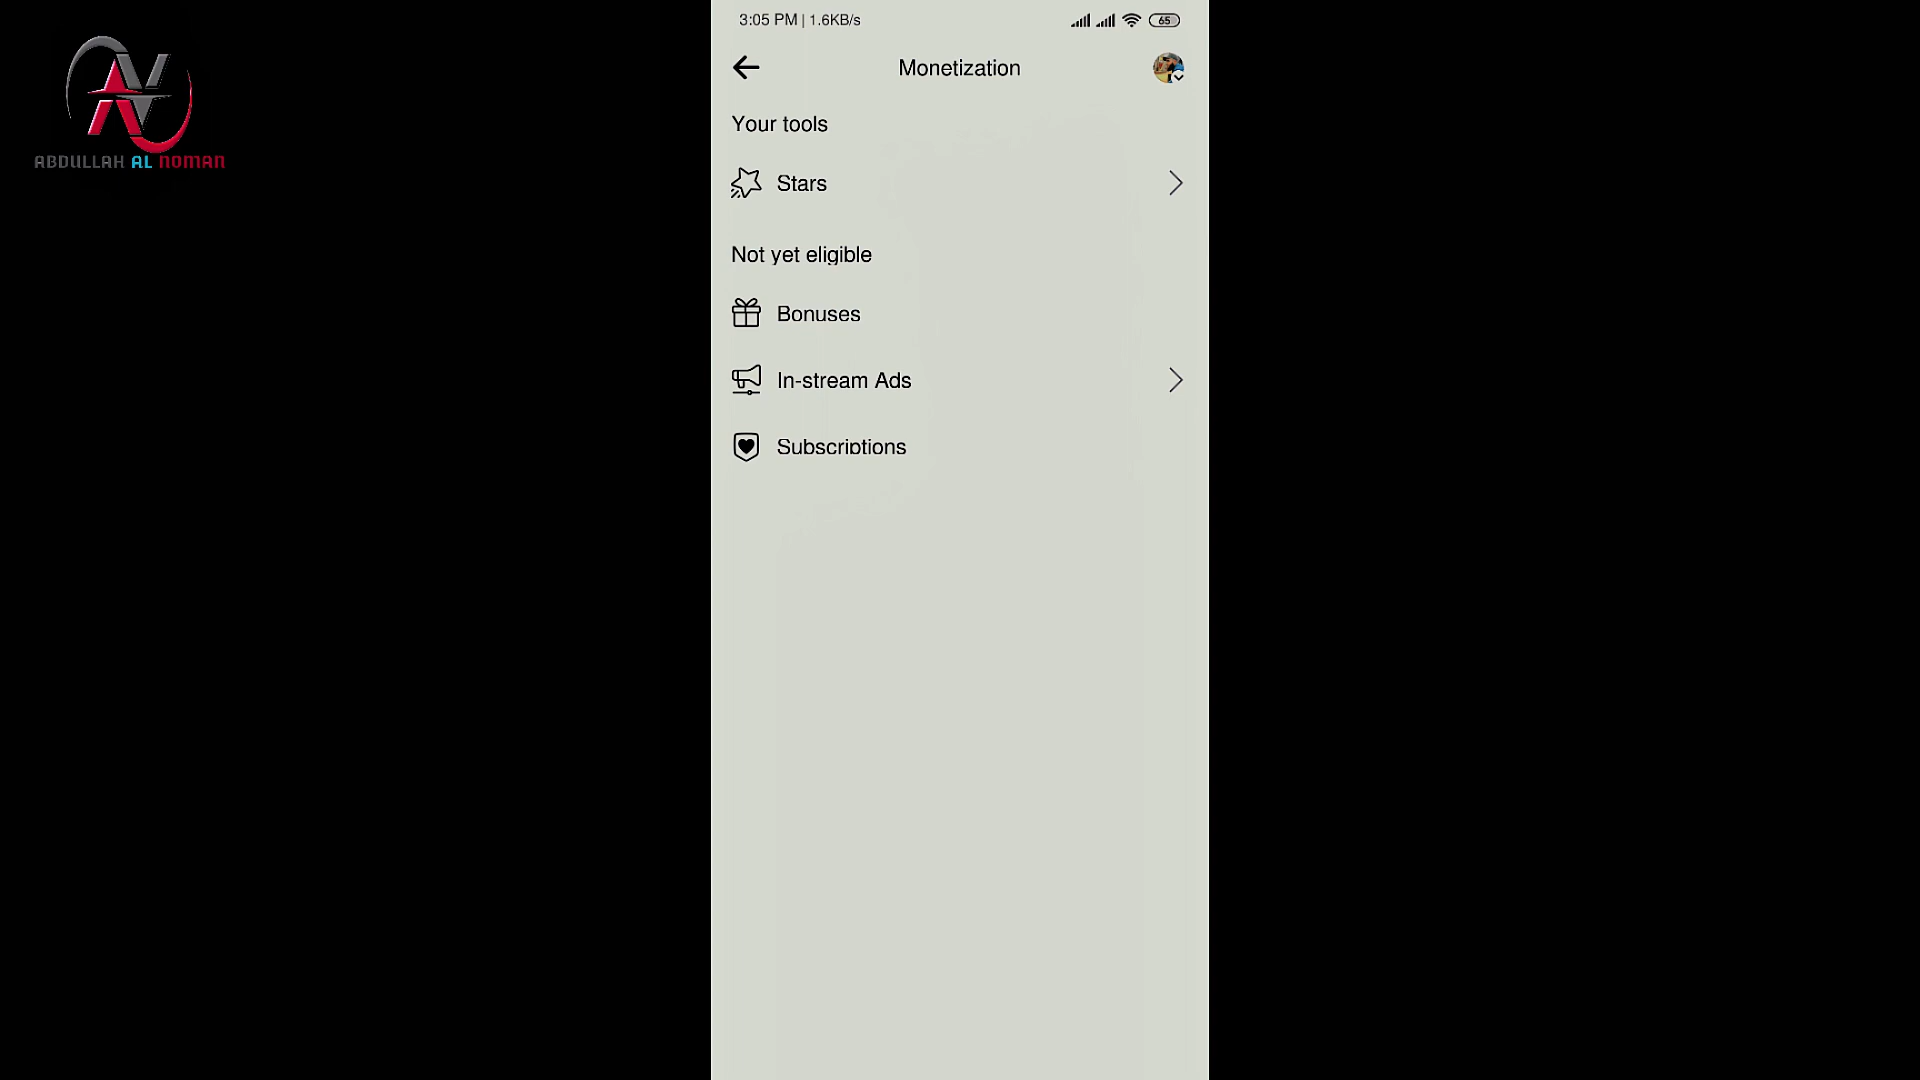 3:05 PM | 1.6KB/s
65
Monetization
ABDULLAH AL NOMAN
Your tools
Stars
Not yet eligible
Bonuses
In-stream Ads
Subscriptions